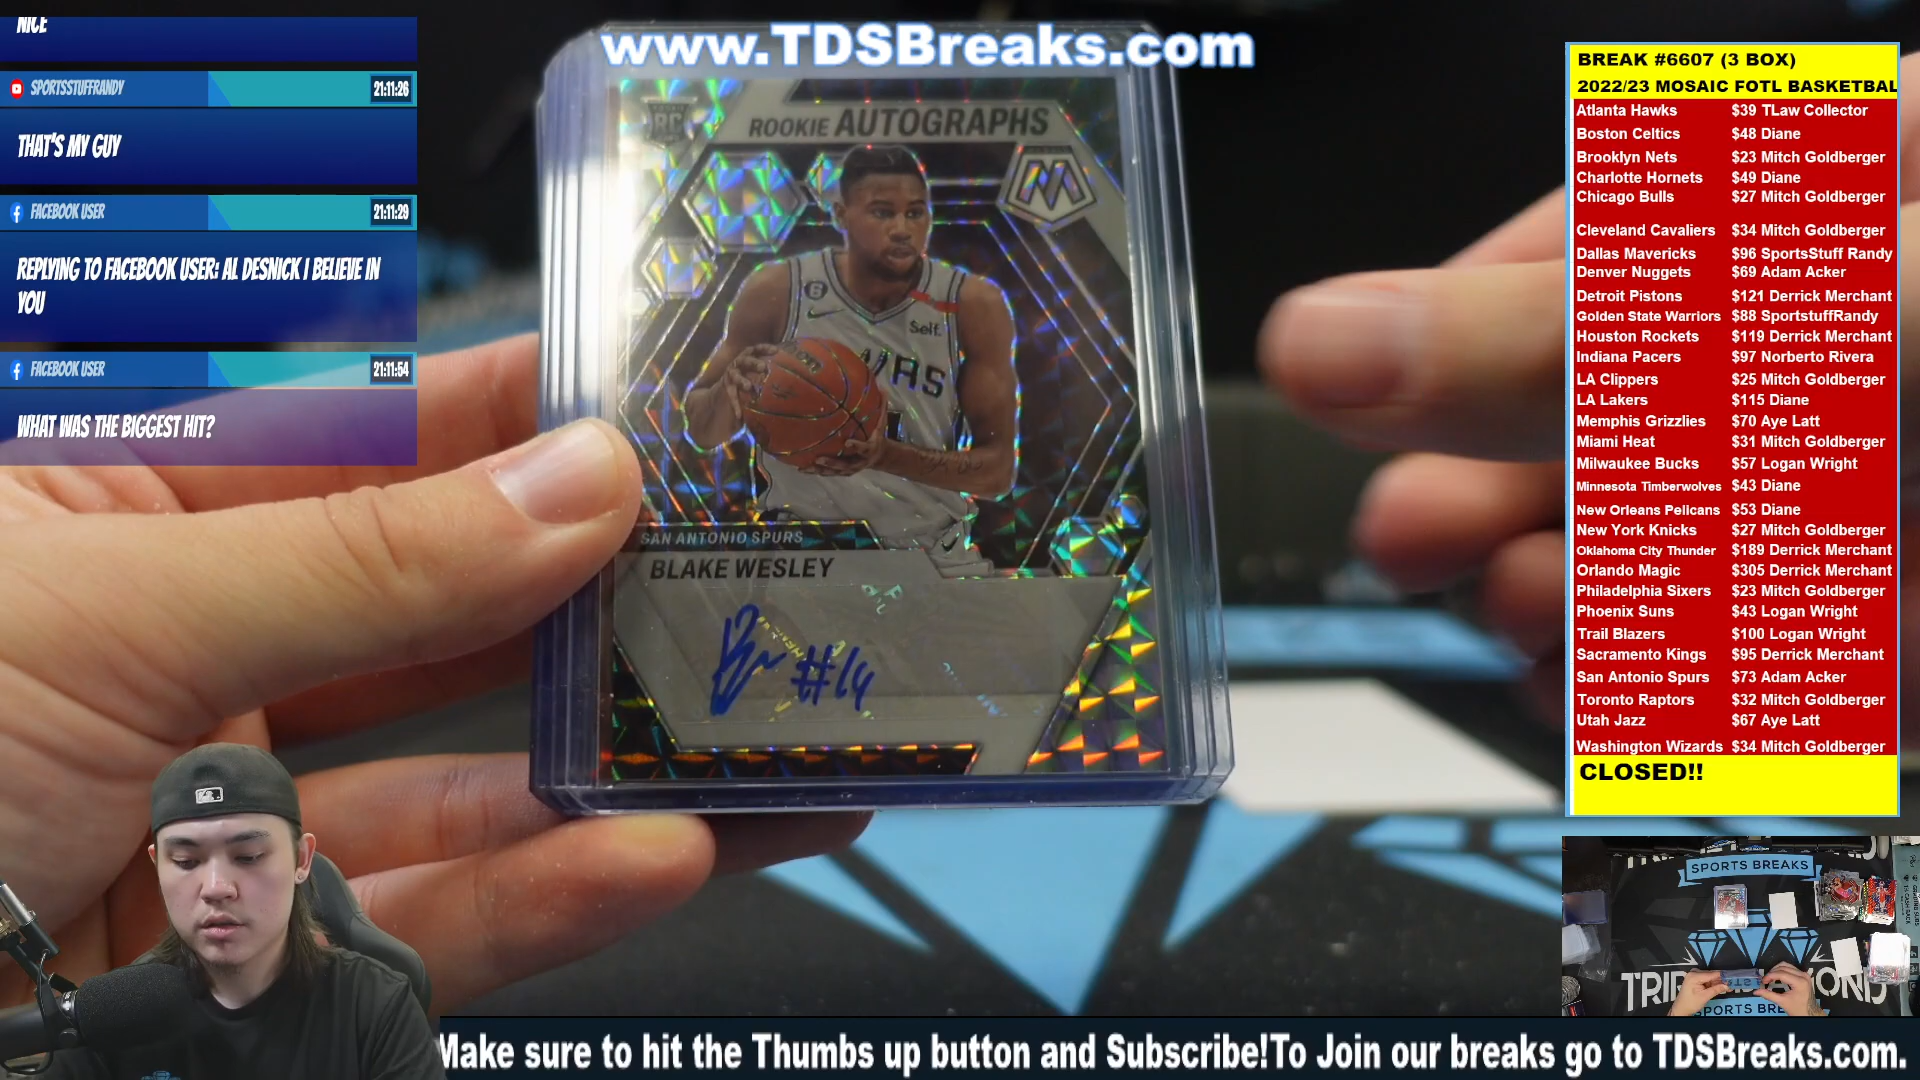 NICE
SPORTSSTUFFRANDY
21:11:26
THAT'S MY GUY
FACEBOOK USER
21:11:29
REPLYING TO FACEBOOK USER: AL DESNICK I BELIEVE IN
YOU
FACEBOOK USER
21:11:54
WHAT WAS THE BIGGEST HIT?
www.TDSBreaks.com
RC
ROOKIE AUTOGRAPHS
M
6
Self.
SAN ANTONIO SPURS
BLAKE WESLEY
#14
BREAK #6607 (3 BOX)
2022/23 MOSAIC FOTL BASKETBAL
Atlanta Hawks $39 TLaw Collector
Boston Celtics $48 Diane
Brooklyn Nets $23 Mitch Goldberger
Charlotte Hornets $49 Diane
Chicago Bulls $27 Mitch Goldberger
Cleveland Cavaliers $34 Mitch Goldberger
Dallas Mavericks $96 SportsStuff Randy
Denver Nuggets $69 Adam Acker
Detroit Pistons $121 Derrick Merchant
Golden State Warriors $88 SportstuffRandy
Houston Rockets $119 Derrick Merchant
Indiana Pacers $97 Norberto Rivera
LA Clippers $25 Mitch Goldberger
LA Lakers $115 Diane
Memphis Grizzlies $70 Aye Latt
Miami Heat $31 Mitch Goldberger
Milwaukee Bucks $57 Logan Wright
Minnesota Timberwolves $43 Diane
New Orleans Pelicans $53 Diane
New York Knicks $27 Mitch Goldberger
Oklahoma City Thunder $189 Derrick Merchant
Orlando Magic $305 Derrick Merchant
Philadelphia Sixers $23 Mitch Goldberger
Phoenix Suns $43 Logan Wright
Trail Blazers $100 Logan Wright
Sacramento Kings $95 Derrick Merchant
San Antonio Spurs $73 Adam Acker
Toronto Raptors $32 Mitch Goldberger
Utah Jazz $67 Aye Latt
Washington Wizards $34 Mitch Goldberger
CLOSED!!
SPORTS BREAKS
Make sure to hit the Thumbs up button and Subscribe!To Join our breaks go to TDSBreaks.com.